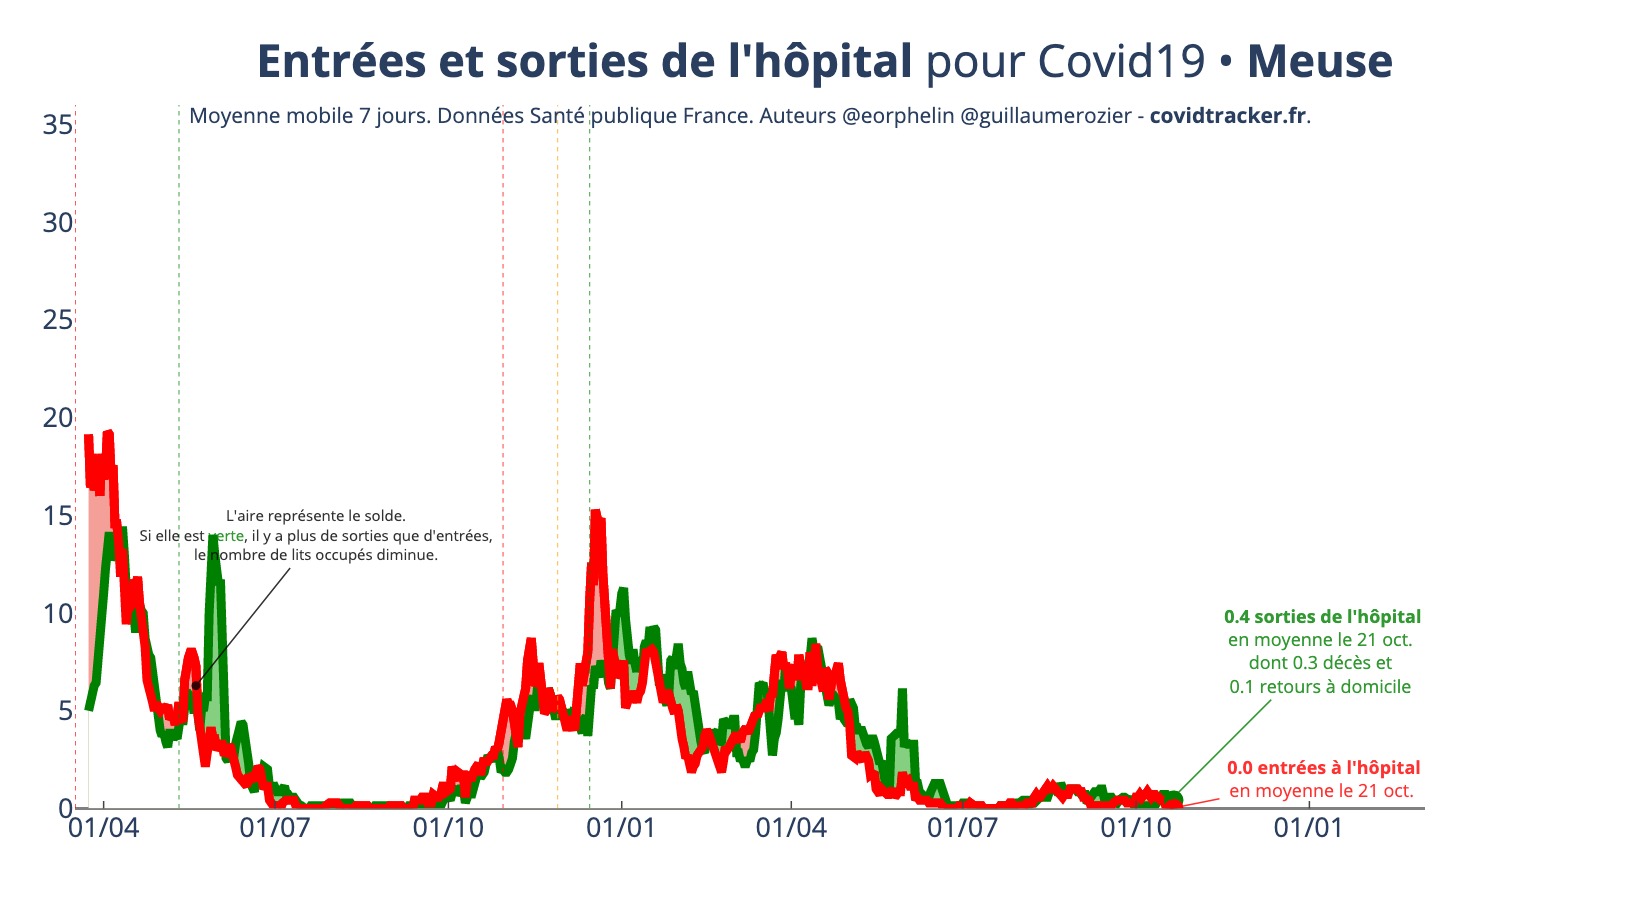 Entrées et sorties de l'hôpital pour Covid19 • Meuse
Moyenne mobile 7 jours. Données Santé publique France. Auteurs @eorphelin @guillaumerozier - covidtracker.fr.
35
30
25
20
15
10
5
0
L'aire représente le solde.
Si elle est verte, il y a plus de sorties que d'entrées,
le nombre de lits occupés diminue.
0.4 sorties de l'hôpital
en moyenne le 21 oct.
dont 0.3 décès et
0.1 retours à domicile
0.0 entrées à l'hôpital
en moyenne le 21 oct.
01/04 01/07 01/10 01/01 01/04 01/07 01/10 01/01